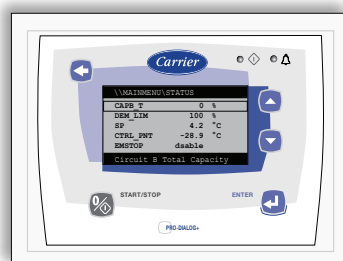 Carrier
\\MAINMENU\STATUS
CAPB_T 0 %
DEM_LIM 100 %
SP 4.2 °C
CTRL_PNT -28.9 °C
EMSTOP dsable
Circuit B Total Capacity
START/STOP ENTER
PRO-DIALOG+